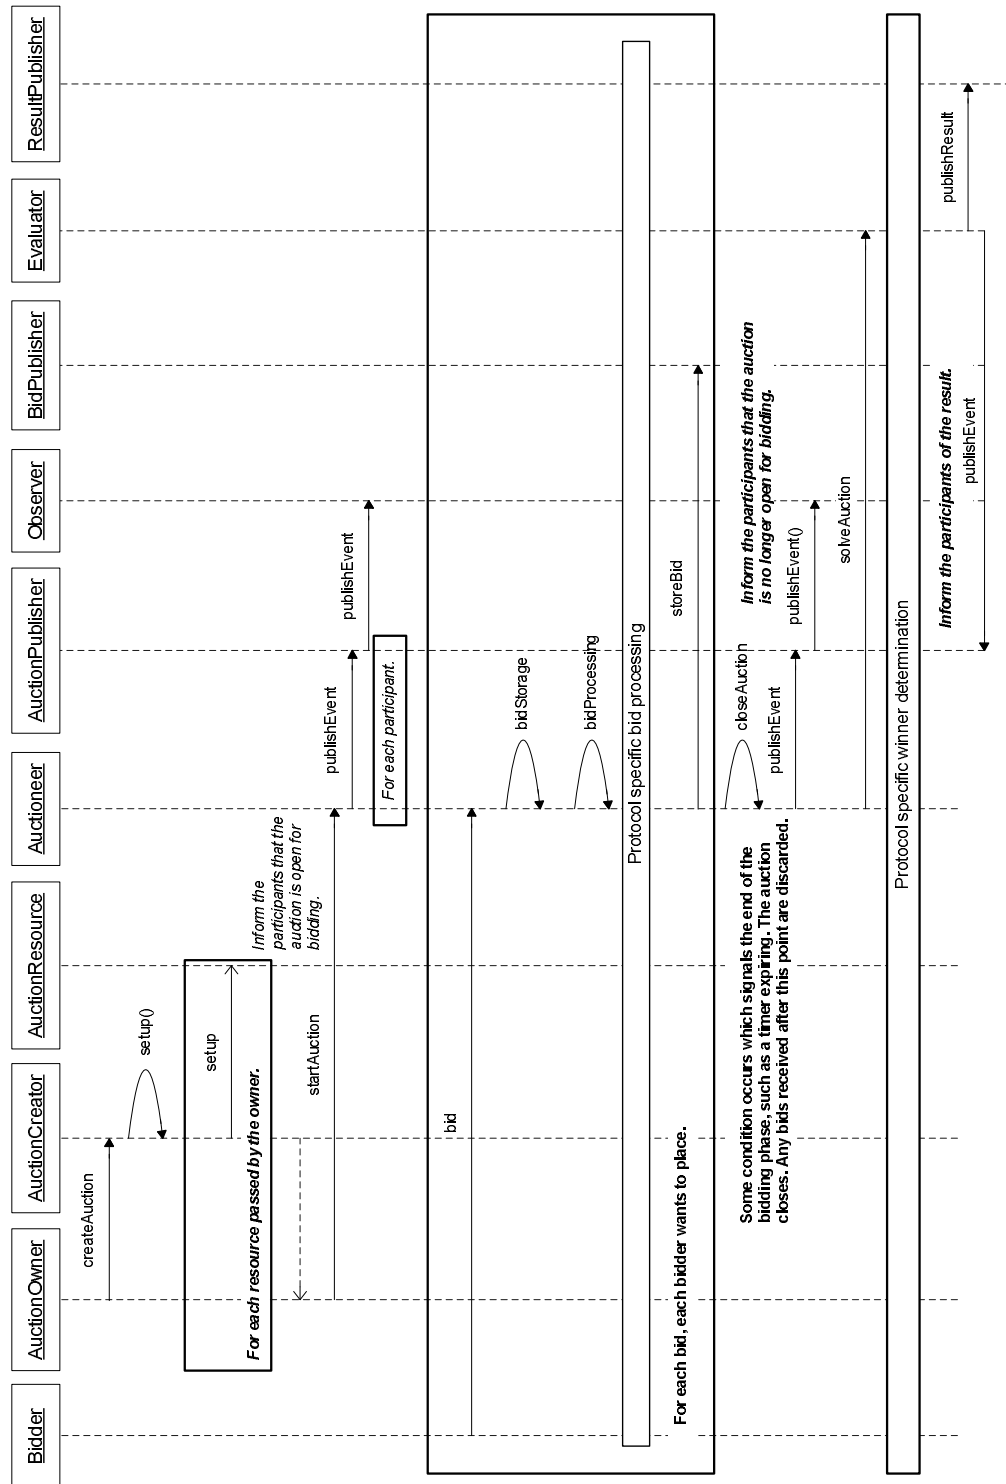 Bidder
AuctionOwner
AuctionCreator
AuctionResource
Auctioneer
AuctionPublisher
Observer
BidPublisher
Evaluator
ResultPublisher
createAuction
setup()
setup
For each resource passed by the owner.
Inform the
participants that the
auction is open for
bidding.
startAuction
publishEvent
publishEvent
For each participant.
bid
bidStorage
bidProcessing
Protocol specific bid processing
For each bid, each bidder wants to place.
storeBid
closeAuction
Some condition occurs which signals the end of the
bidding phase, such as a timer expiring. The auction
closes. Any bids received after this point are discarded.
Inform the participants that the auction
is no longer open for bidding.
publishEvent
publishEvent()
solveAuction
Protocol specific winner determination
publishResult
Inform the participants of the result.
publishEvent